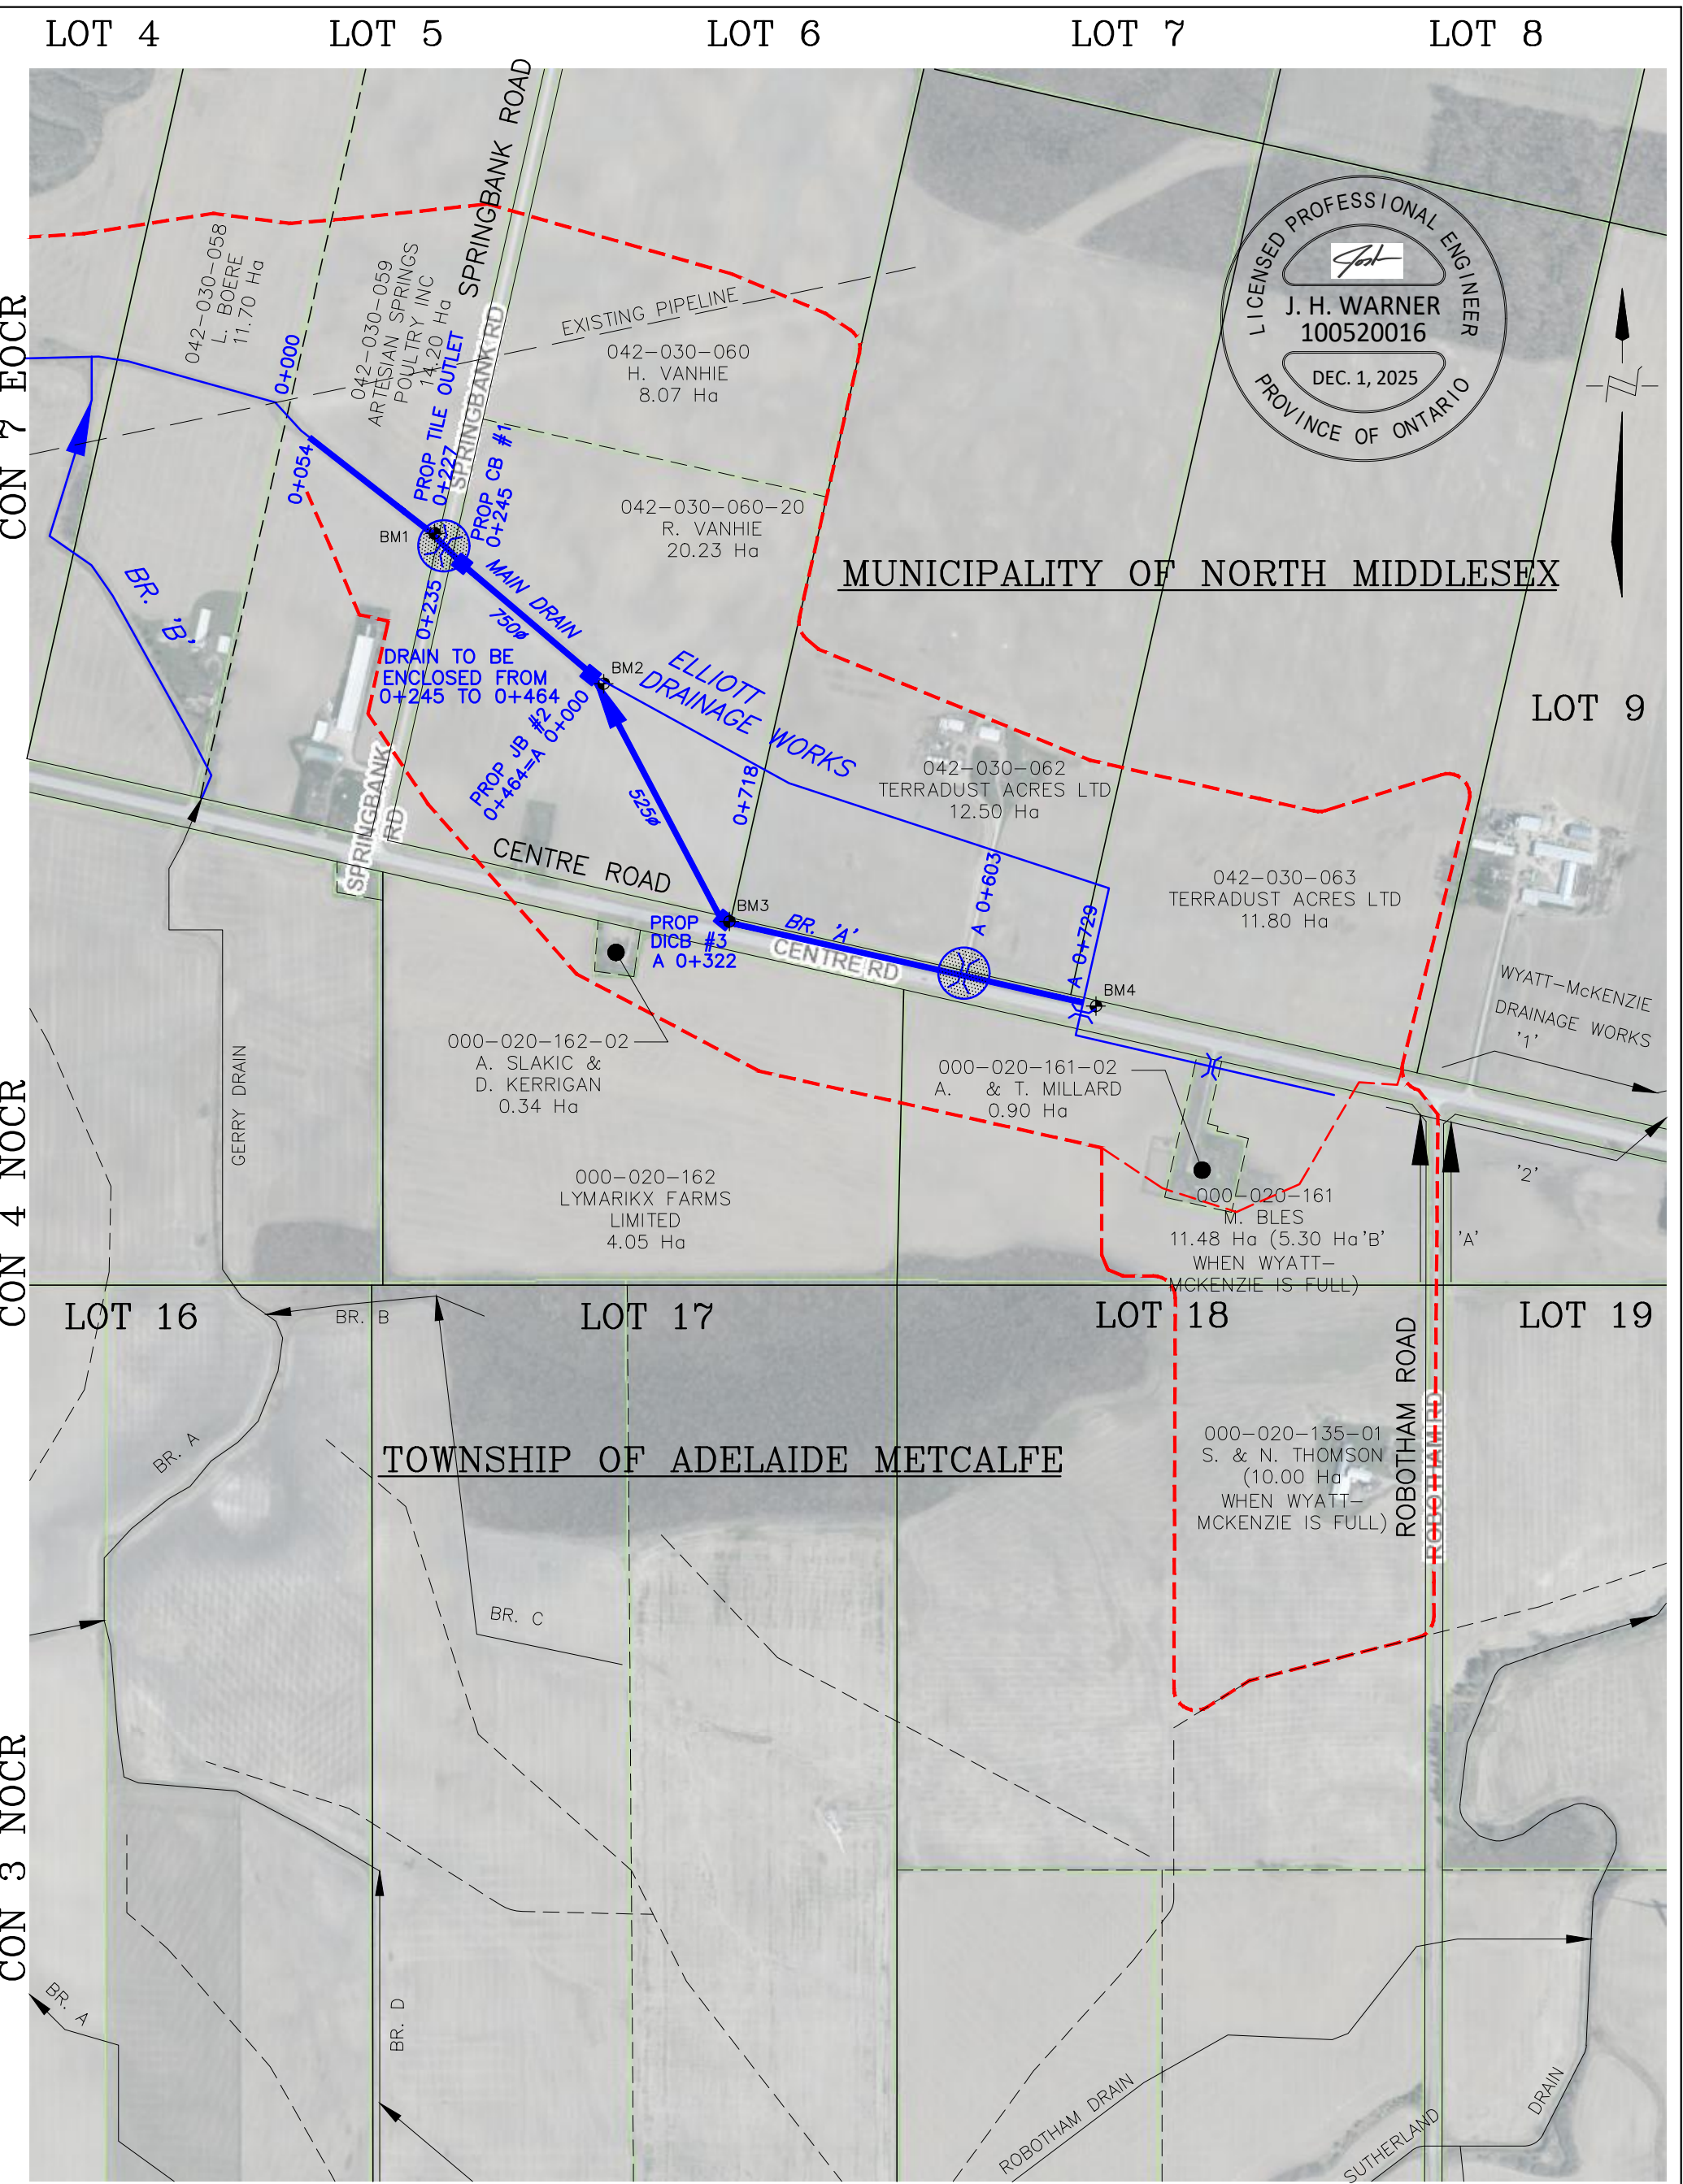 LOT 4
LOT 5
LOT 6
LOT 7
LOT 8
LOT 9
CON 7 EOCR
CON 4 NOCR
CON 3 NOCR
SPRINGBANK ROAD
SPRINGBANK RD
042-030-058
L. BOERE
11.70 Ha
042-030-059
ARTESIAN SPRINGS
POULTRY INC
14.20 Ha
EXISTING PIPELINE
042-030-060
H. VANHIE
8.07 Ha
042-030-060-20
R. VANHIE
20.23 Ha
LICENSED PROFESSIONAL ENGINEER
J. H. WARNER
100520016
DEC. 1, 2025
PROVINCE OF ONTARIO
MUNICIPALITY OF NORTH MIDDLESEX
0+000
0+054
PROP TILE OUTLET
0+227
PROP CB #1
0+245
BM1
0+235
MAIN DRAIN
750ø
BR. 'B'
DRAIN TO BE
ENCLOSED FROM
0+245 TO 0+464
BM2
ELLIOTT
DRAINAGE WORKS
PROP JB #2
0+464=A 0+000
525ø
0+718
042-030-062
TERRADUST ACRES LTD
12.50 Ha
042-030-063
TERRADUST ACRES LTD
11.80 Ha
SPRINGBANK
RD
CENTRE ROAD
BM3
PROP
DICB #3
A 0+322
BR. 'A'
CENTRE RD
A 0+603
A 0+729
BM4
WYATT-McKENZIE
DRAINAGE WORKS
'1'
'2'
'A'
000-020-162-02
A. SLAKIC &
D. KERRIGAN
0.34 Ha
000-020-161-02
A. & T. MILLARD
0.90 Ha
GERRY DRAIN
000-020-162
LYMARIKX FARMS
LIMITED
4.05 Ha
000-020-161
M. BLES
11.48 Ha (5.30 Ha'B'
WHEN WYATT-
MCKENZIE IS FULL)
LOT 16
LOT 17
LOT 18
LOT 19
BR. B
BR. A
TOWNSHIP OF ADELAIDE METCALFE
ROBOTHAM ROAD
ROBOTHAM RD
000-020-135-01
S. & N. THOMSON
(10.00 Ha
WHEN WYATT-
MCKENZIE IS FULL)
BR. C
BR. A
BR. D
ROBOTHAM DRAIN
SUTHERLAND
DRAIN